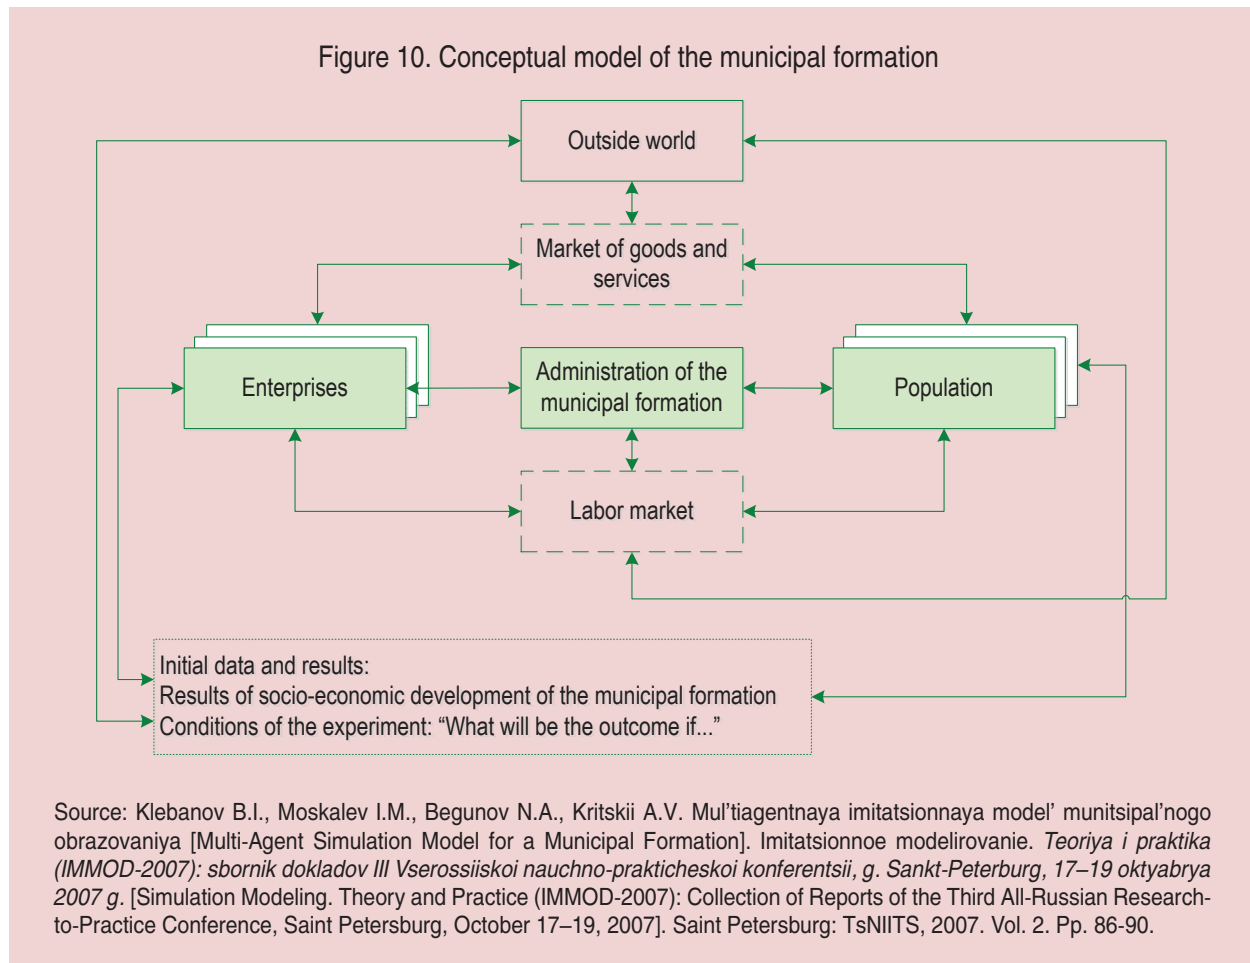 Figure 10. Conceptual model of the municipal formation
Outside world
Market of goods and
services
Enterprises
Administration of the
municipal formation
Population
Labor market
Initial data and results:
Results of socio-economic development of the municipal formation
Conditions of the experiment: “What will be the outcome if...”
Source: Klebanov B.I., Moskalev I.M., Begunov N.A., Kritskii A.V. Mul’tiagentnaya imitatsionnaya model’ munitsipal’nogo
obrazovaniya [Multi-Agent Simulation Model for a Municipal Formation]. Imitatsionnoe modelirovanie. Teoriya i praktika
(IMMOD-2007): sbornik dokladov III Vserossiiskoi nauchno-prakticheskoi konferentsii, g. Sankt-Peterburg, 17–19 oktyabrya
2007 g. [Simulation Modeling. Theory and Practice (IMMOD-2007): Collection of Reports of the Third All-Russian Research-
to-Practice Conference, Saint Petersburg, October 17–19, 2007]. Saint Petersburg: TsNIITS, 2007. Vol. 2. Pp. 86-90.